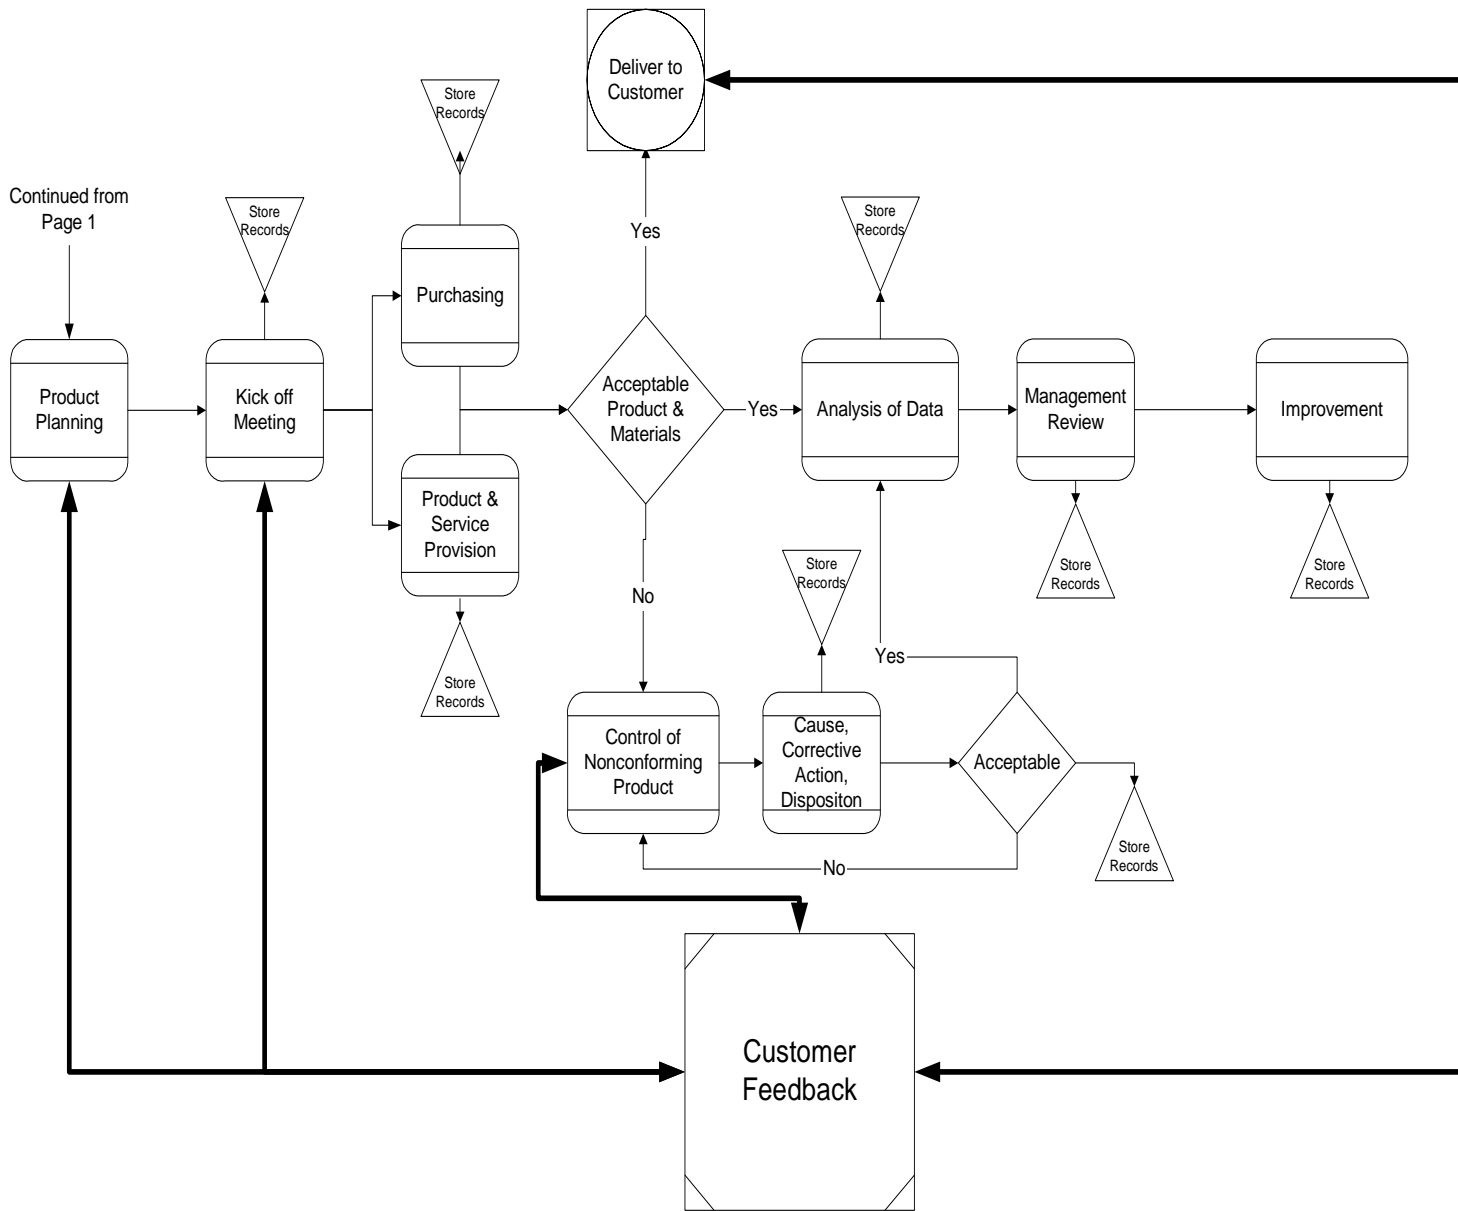 Deliver to
Customer
Store
Records
Continued from
Page 1
Store
Records
Store
Records
Yes
Purchasing
Product
Planning
Kick off
Meeting
Acceptable
Product &
Materials
Yes
Analysis of Data
Management
Review
Improvement
Product &
Service
Provision
Store
Records
Store
Records
Store
Records
No
Store
Records
Yes
Control of
Nonconforming
Product
Cause,
Corrective
Action,
Dispositon
Acceptable
Store
Records
No
Customer
Feedback